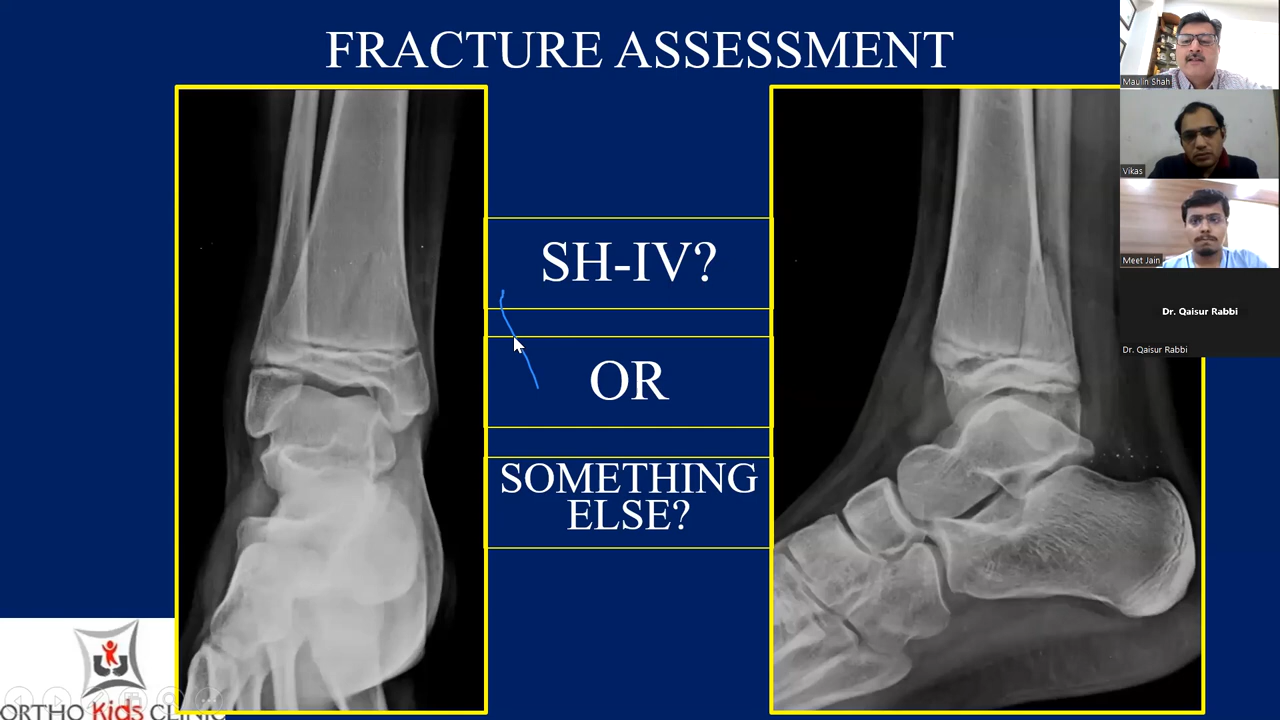 FRACTURE ASSESSMENT
SH-IV?
OR
SOMETHING
ELSE?
Maulin Shah
Vikas
Meet Jain
Dr. Qaisur Rabbi
Dr. Qaisur Rabbi
ORTHO Kids CLINIC